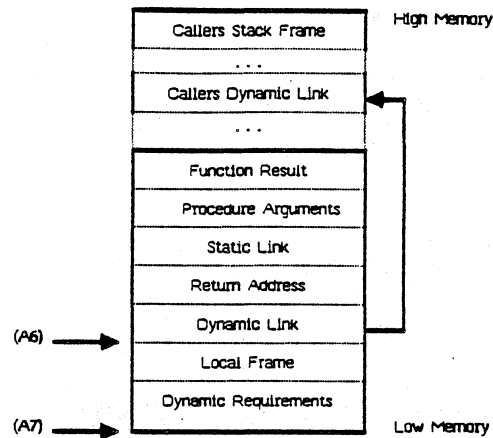 Callers Stack Frame
High Memory
. . .
Callers Dynamic Link
. . .
Function Result
Procedure Arguments
Static Link
Return Address
Dynamic Link
(A6)
Local Frame
Dynamic Requirements
(A7)
Low Memory